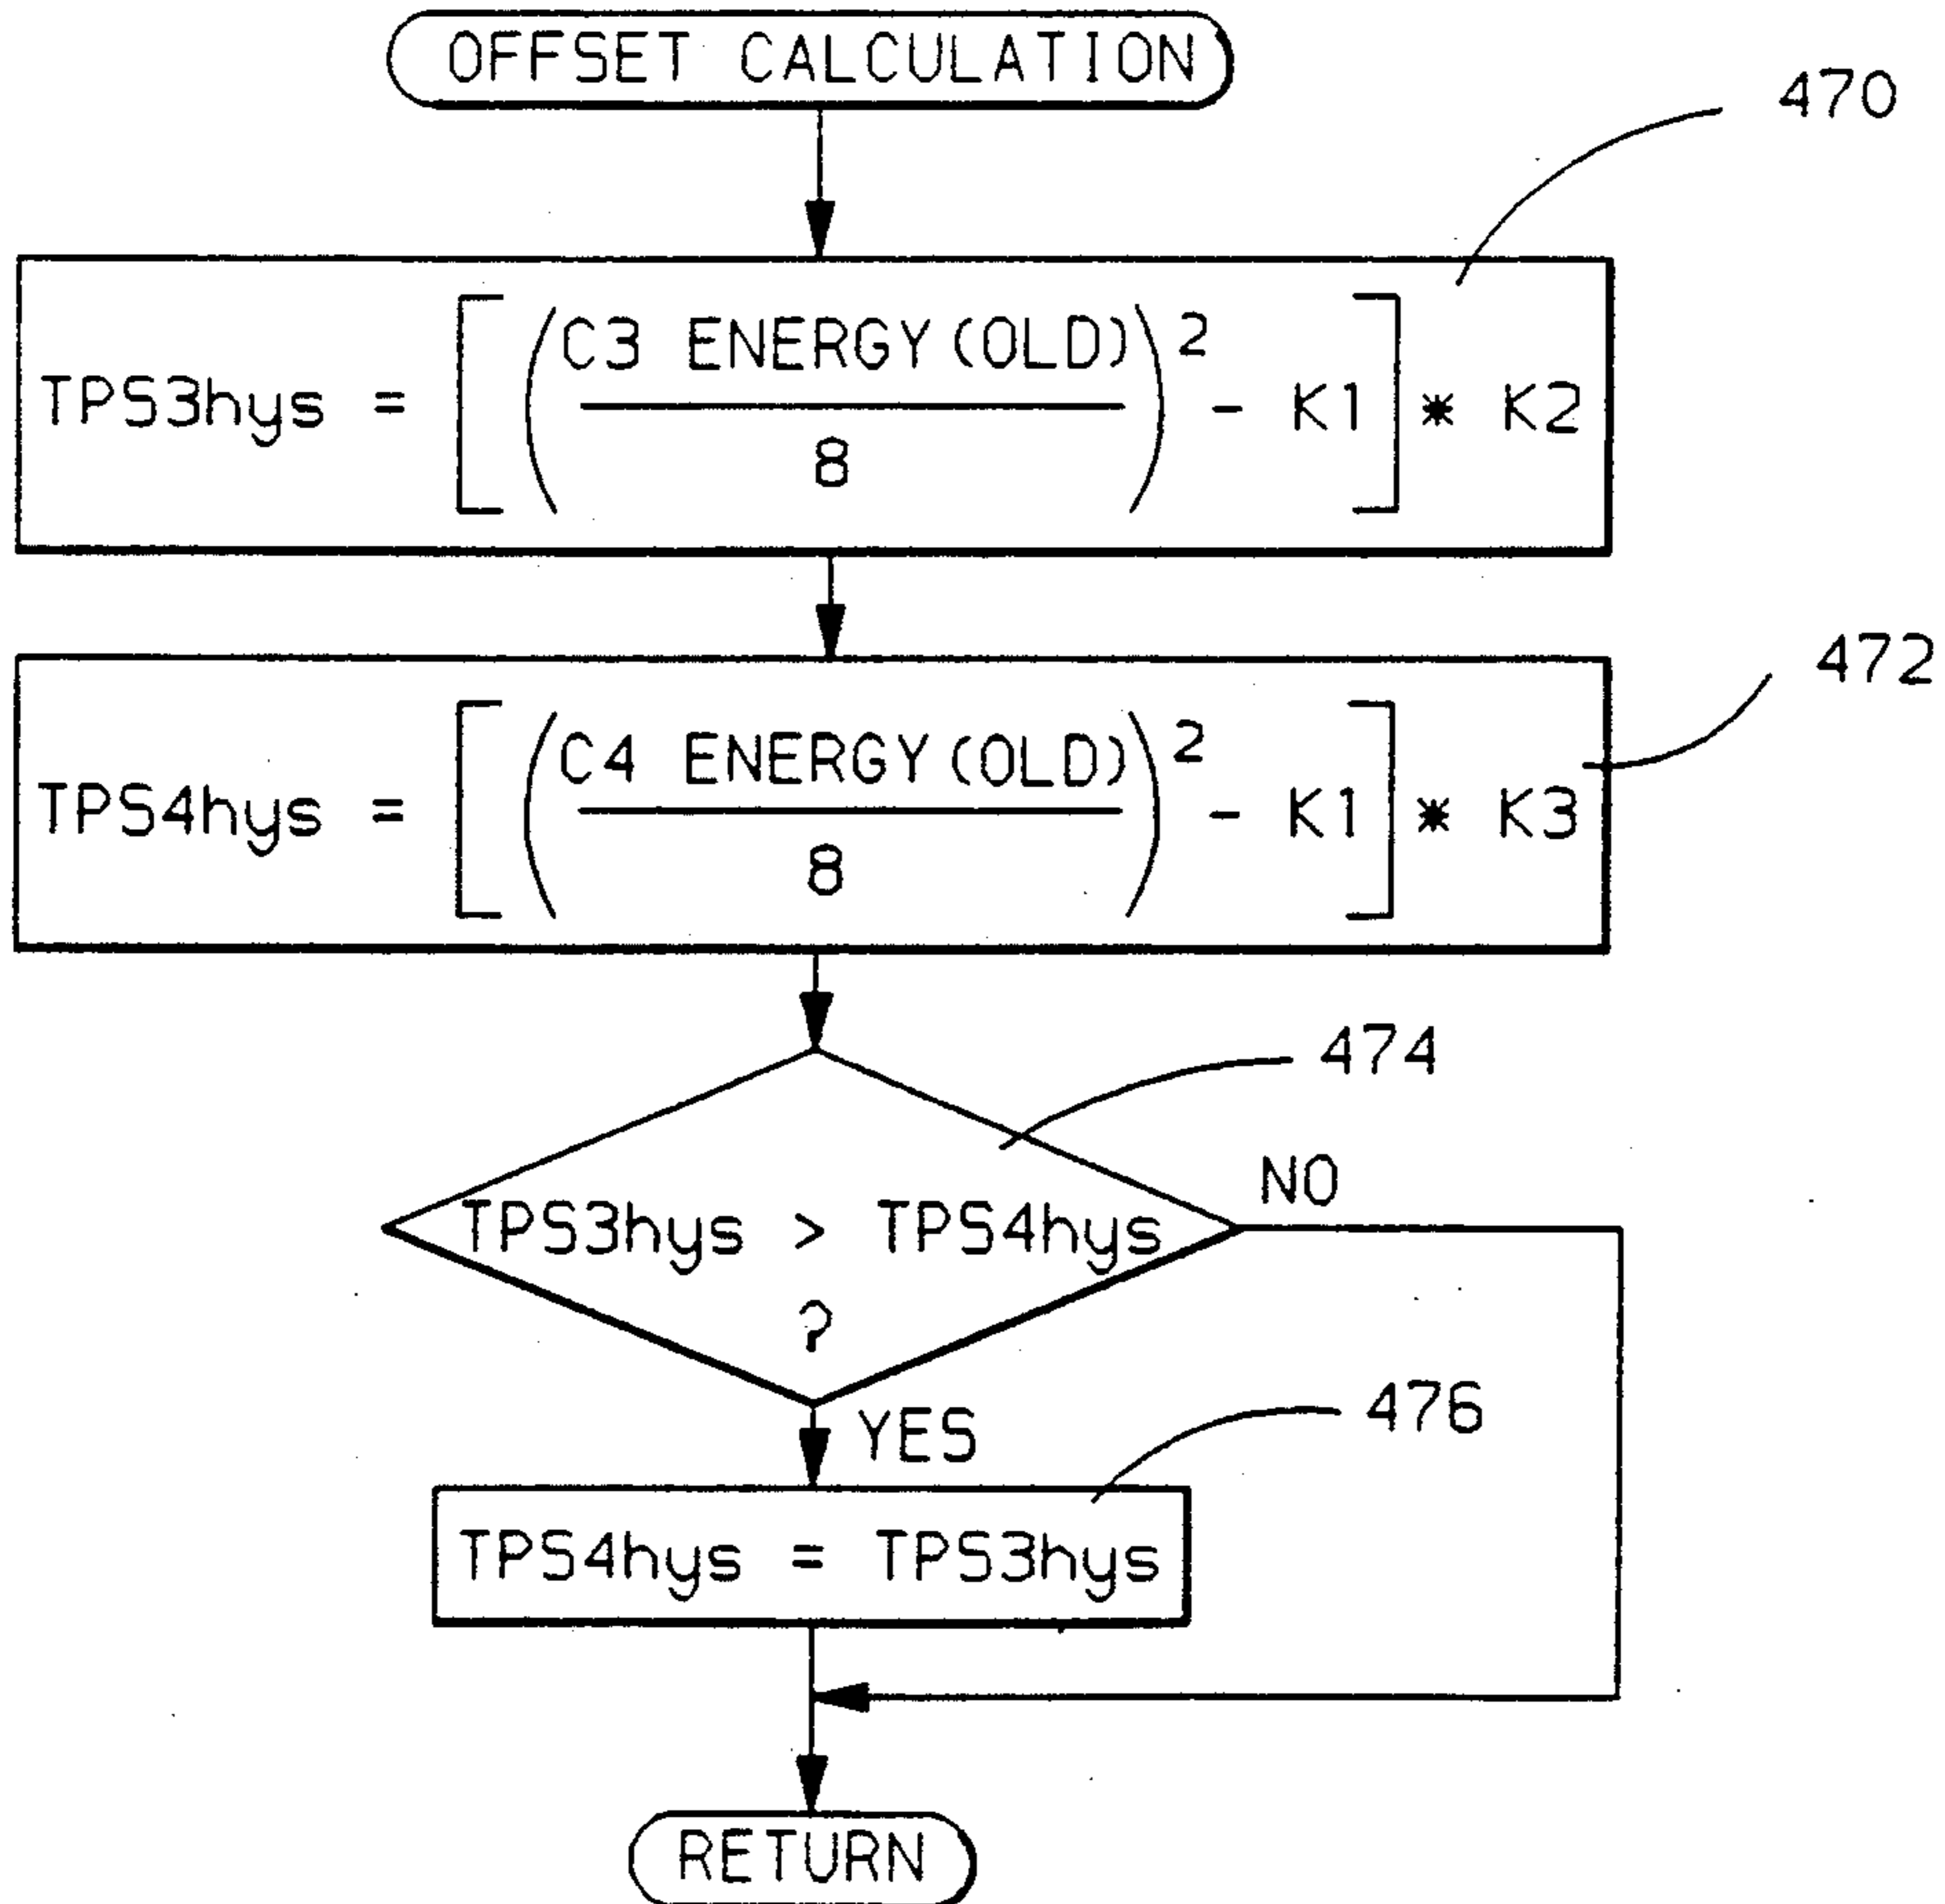 OFFSET CALCULATION
470
TPS3hys = [(C3 ENERGY(OLD) / 8)² - K1] * K2
472
TPS4hys = [(C4 ENERGY(OLD) / 8)² - K1] * K3
474
TPS3hys > TPS4hys
?
NO
YES
476
TPS4hys = TPS3hys
RETURN